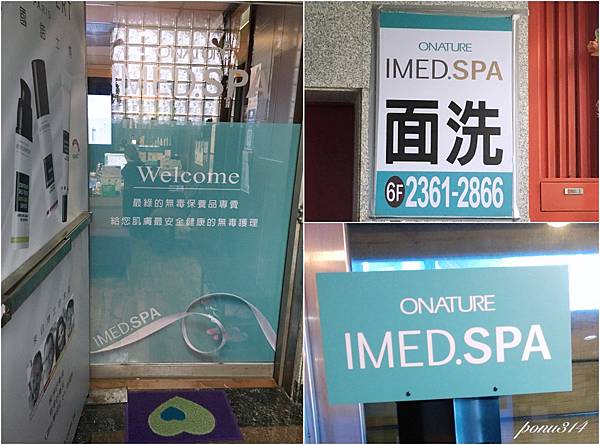 IMED.SPA
Welcome
最綠的無毒保養品專賣
給您肌膚最安全健康的無毒護理
IMED.SPA
ONATURE
IMED.SPA
面洗
6F 2361-2866
ONATURE
IMED.SPA
ponu314